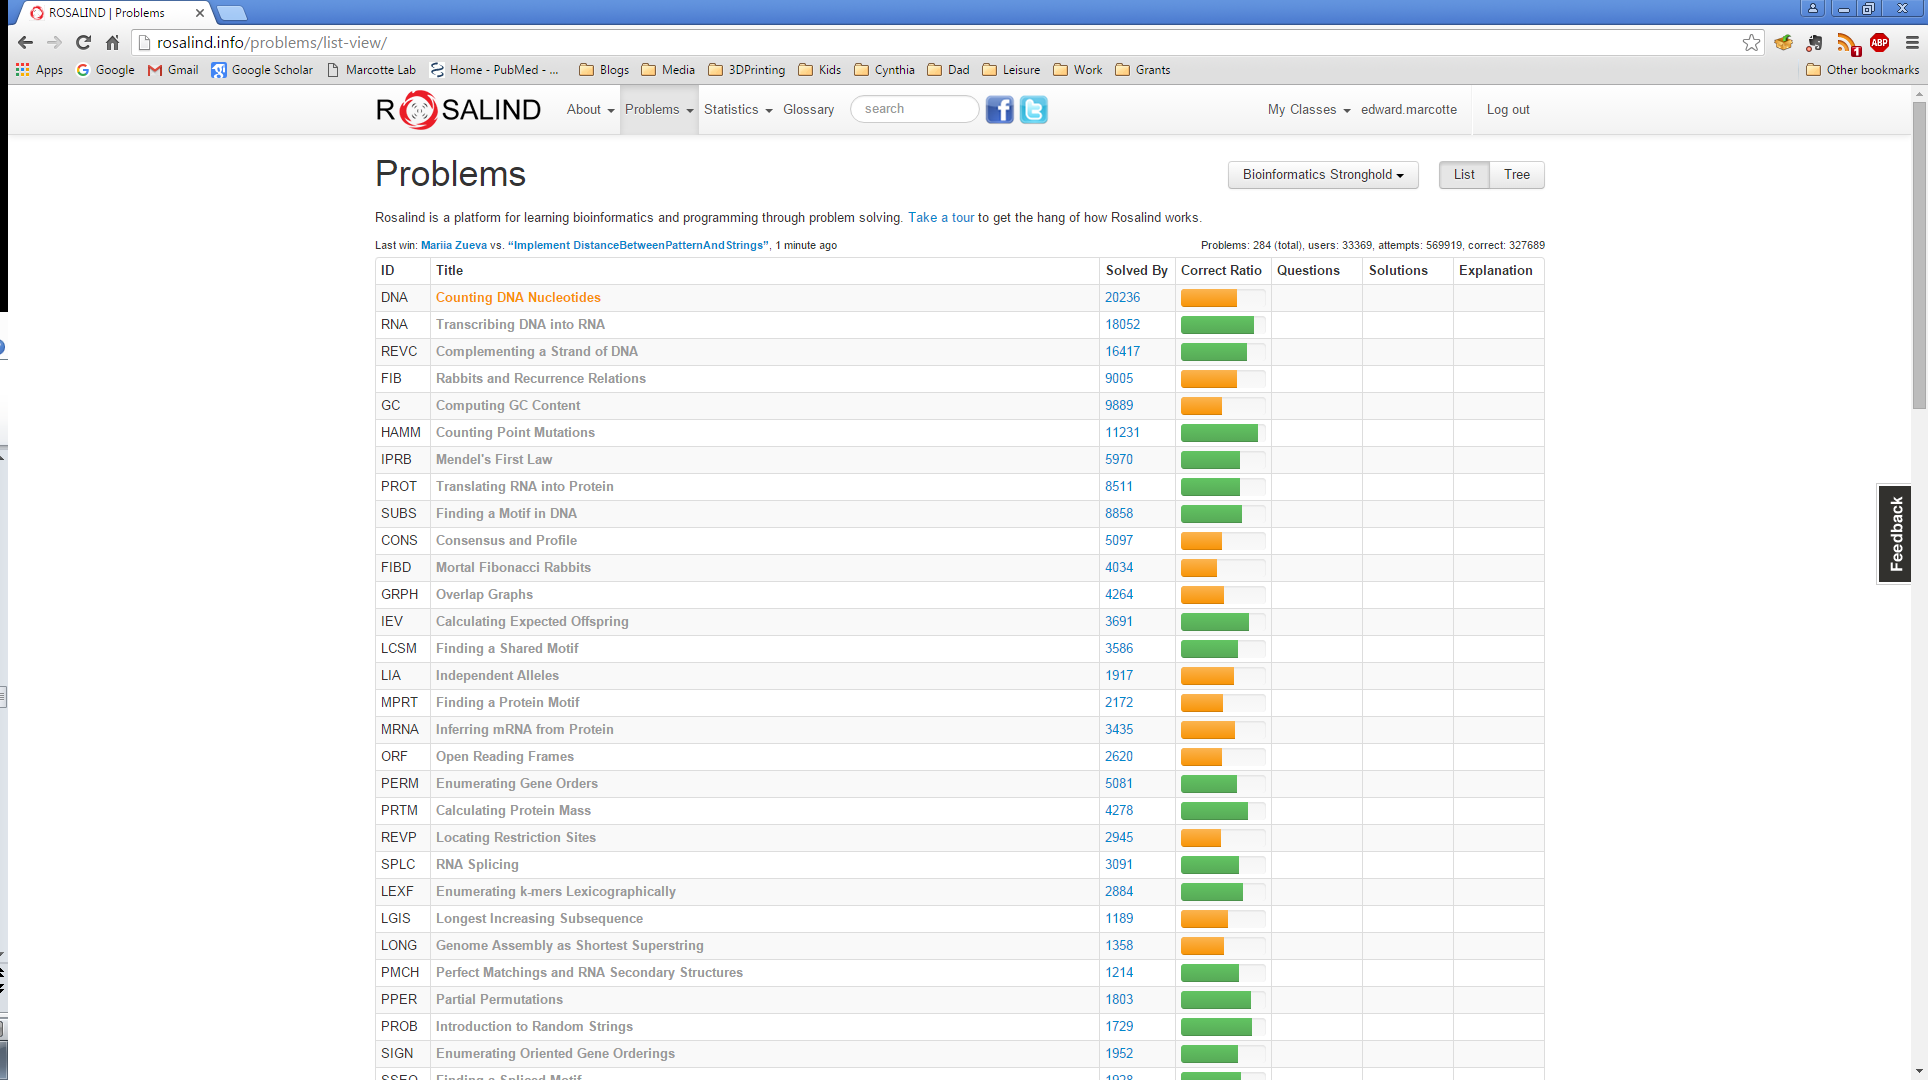 ROSALIND | Problems
rosalind.info/problems/list-view/
Apps Google Gmail Google Scholar Marcotte Lab Home - PubMed - ... Blogs Media 3DPrinting Kids Cynthia Dad Leisure Work Grants Other bookmarks
ROSALIND About Problems Statistics Glossary search My Classes edward.marcotte Log out
Problems Bioinformatics Stronghold List Tree
Rosalind is a platform for learning bioinformatics and programming through problem solving. Take a tour to get the hang of how Rosalind works.
Last win: Mariia Zueva vs. “Implement DistanceBetweenPatternAndStrings”, 1 minute ago Problems: 284 (total), users: 33369, attempts: 569919, correct: 327689
ID Title Solved By Correct Ratio Questions Solutions Explanation
DNA Counting DNA Nucleotides 20236
RNA Transcribing DNA into RNA 18052
REVC Complementing a Strand of DNA 16417
FIB Rabbits and Recurrence Relations 9005
GC Computing GC Content 9889
HAMM Counting Point Mutations 11231
IPRB Mendel's First Law 5970
PROT Translating RNA into Protein 8511
SUBS Finding a Motif in DNA 8858
CONS Consensus and Profile 5097
FIBD Mortal Fibonacci Rabbits 4034
GRPH Overlap Graphs 4264
IEV Calculating Expected Offspring 3691
LCSM Finding a Shared Motif 3586
LIA Independent Alleles 1917
MPRT Finding a Protein Motif 2172
MRNA Inferring mRNA from Protein 3435
ORF Open Reading Frames 2620
PERM Enumerating Gene Orders 5081
PRTM Calculating Protein Mass 4278
REVP Locating Restriction Sites 2945
SPLC RNA Splicing 3091
LEXF Enumerating k-mers Lexicographically 2884
LGIS Longest Increasing Subsequence 1189
LONG Genome Assembly as Shortest Superstring 1358
PMCH Perfect Matchings and RNA Secondary Structures 1214
PPER Partial Permutations 1803
PROB Introduction to Random Strings 1729
SIGN Enumerating Oriented Gene Orderings 1952
SSEQ Finding a Spliced Motif 1928
Feedback
ABP
1